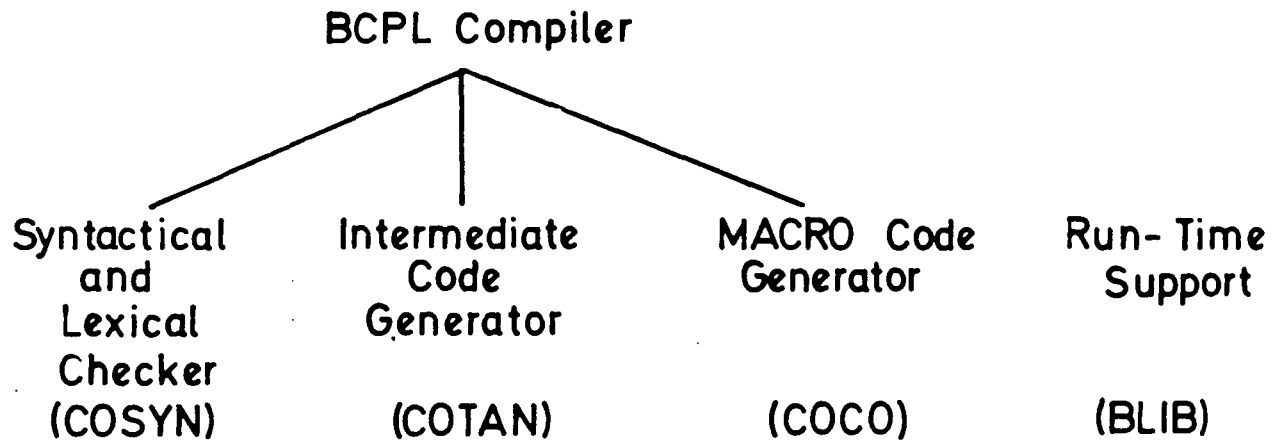 BCPL Compiler
Syntactical
and
Lexical
Checker
(COSYN)
Intermediate
Code
Generator
(COTAN)
MACRO Code
Generator
(COCO)
Run-Time
Support
(BLIB)